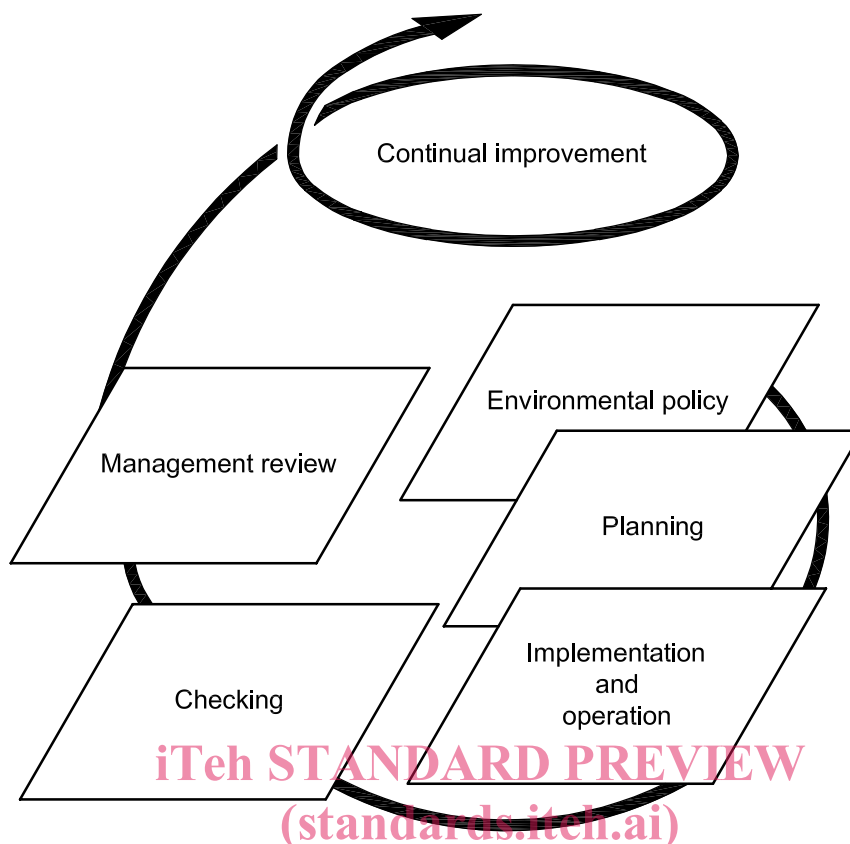 Continual improvement
Environmental policy
Management review
Planning
Implementation
and
operation
Checking
iTeh STANDARD PREVIEW
(standards.iteh.ai)